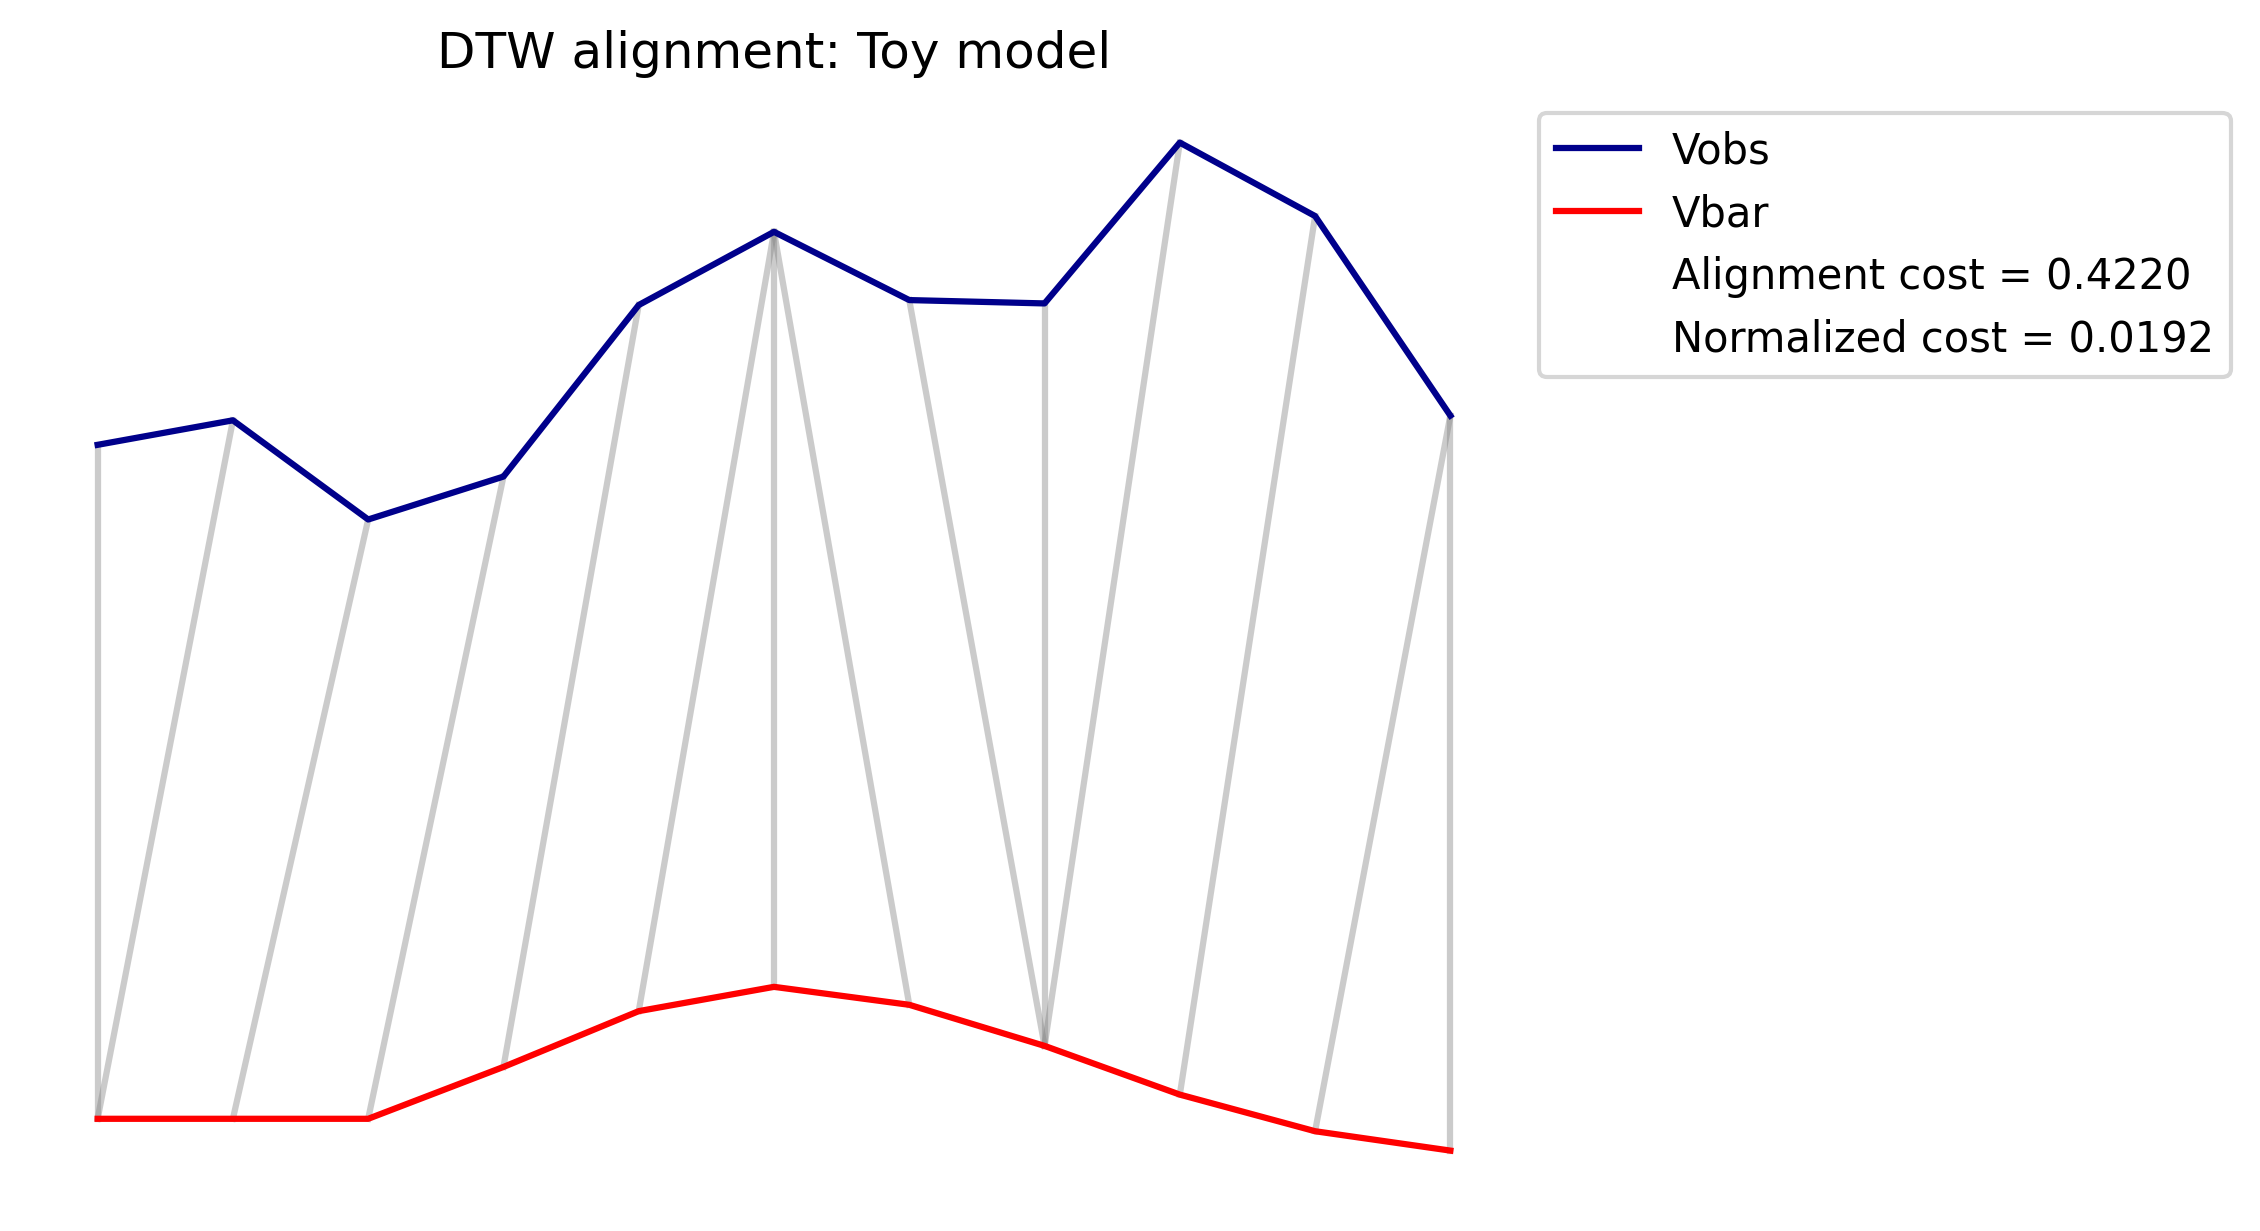 DTW alignment: Toy model
Vobs
Vbar
Alignment cost = 0.4220
Normalized cost = 0.0192